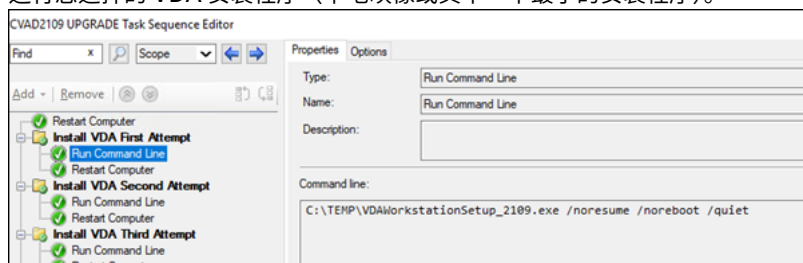 CVAD2109 UPGRADE Task Sequence Editor
Find x Scope
Properties Options
Add Remove
Type: Run Command Line
Name: Run Command Line
Description:
Restart Computer
Install VDA First Attempt
Run Command Line
Restart Computer
Install VDA Second Attempt
Run Command Line
Restart Computer
Install VDA Third Attempt
Run Command Line
Command line:
C:\TEMP\VDAWorkstationSetup_2109.exe /noresume /noreboot /quiet